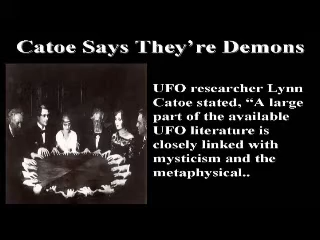 Catoe Says They're Demons
UFO researcher Lynn
Catoe stated, “A large
part of the available
UFO literature is
closely linked with
mysticism and the
metaphysical..